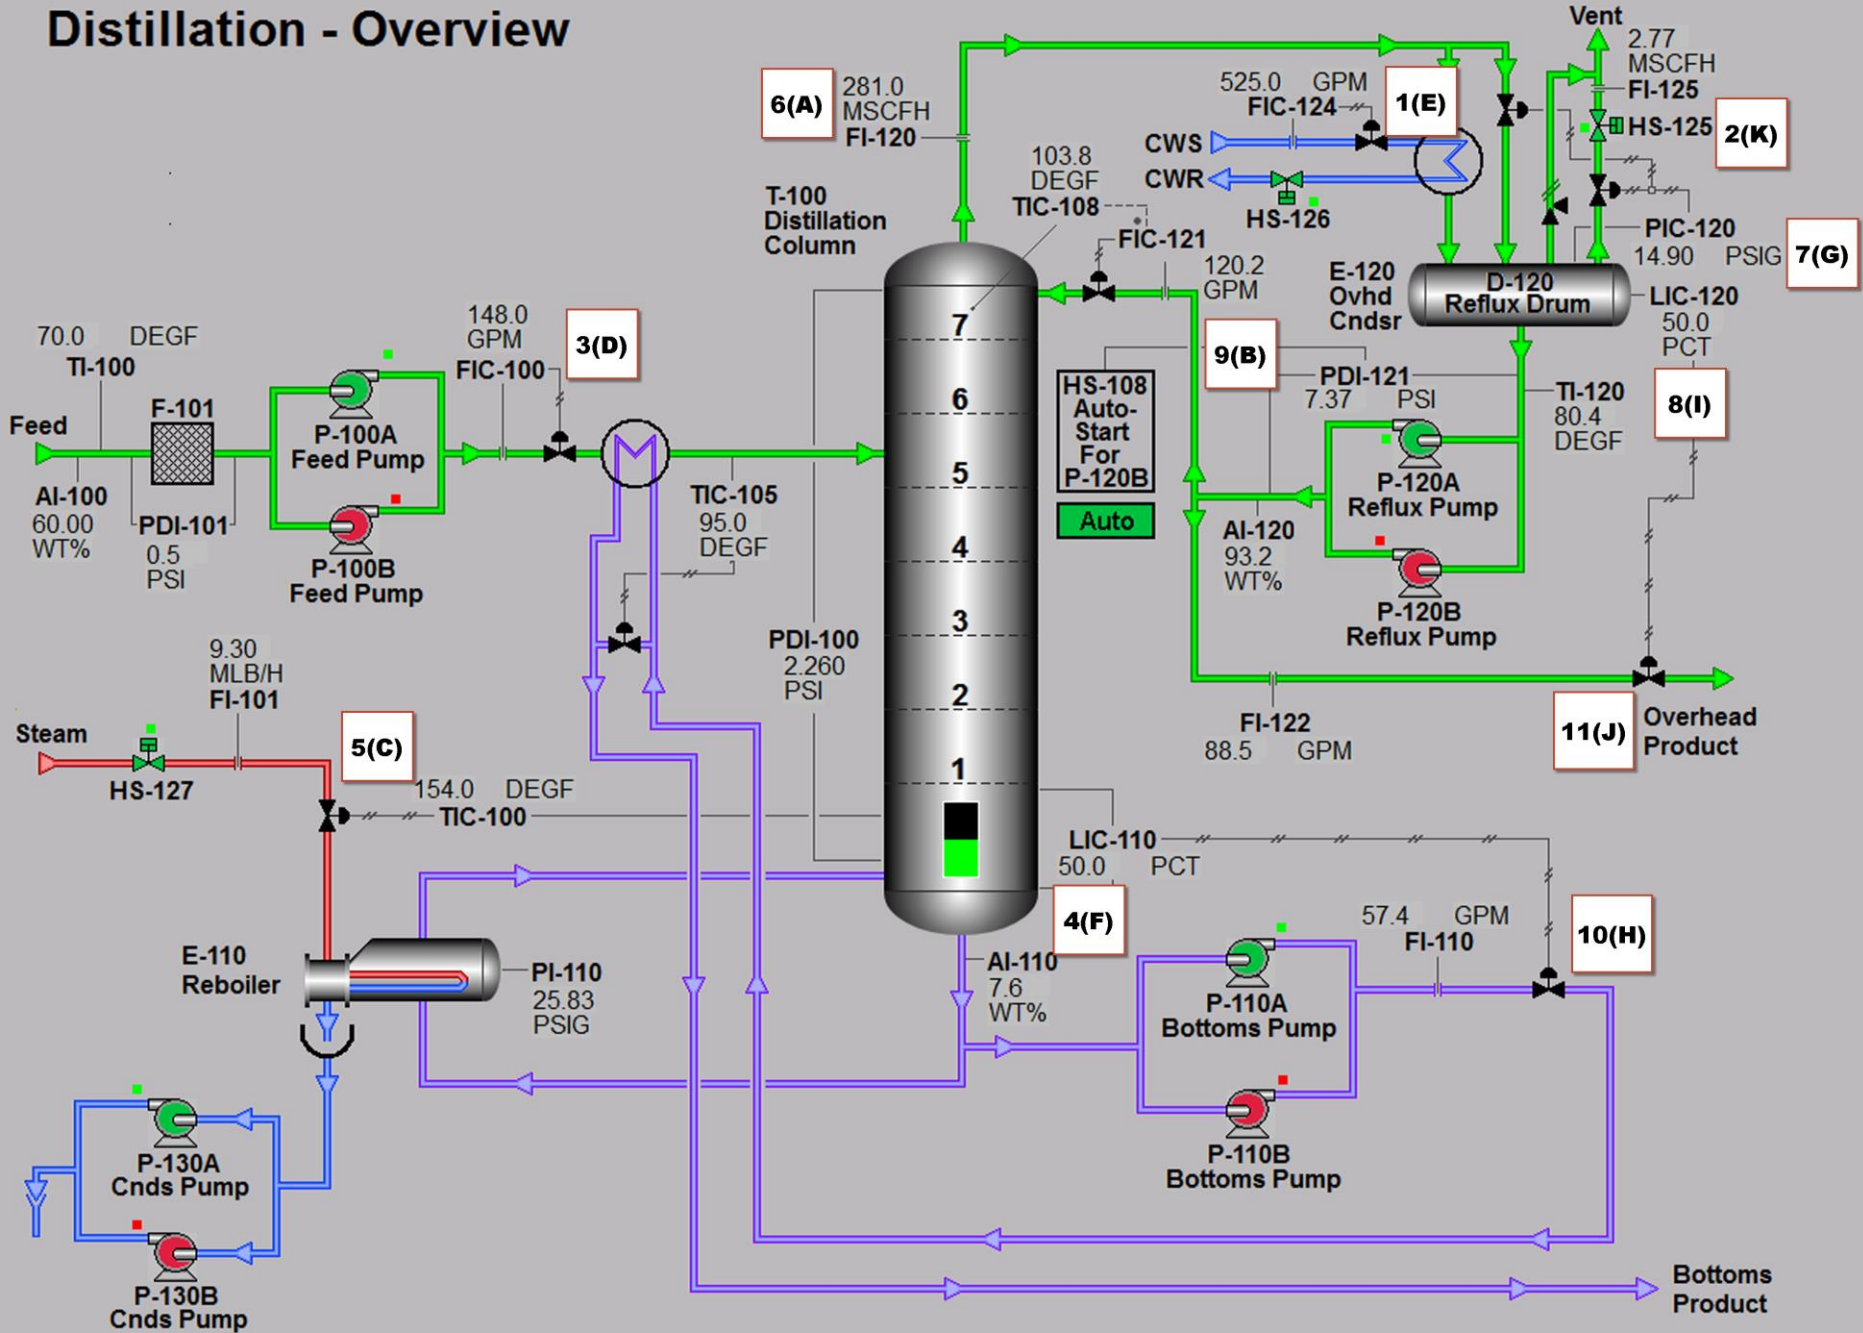 Distillation - Overview
Vent
2.77
MSCFH
FI-125
HS-125
2(K)
6(A)
281.0
MSCFH
FI-120
525.0 GPM
FIC-124
1(E)
CWS
CWR
HS-126
103.8
DEGF
TIC-108
T-100
Distillation
Column
FIC-121
120.2
GPM
PIC-120
14.90 PSIG
7(G)
E-120
Ovhd
Cndsr
D-120
Reflux Drum
LIC-120
50.0
PCT
8(I)
70.0 DEGF
TI-100
148.0
GPM
FIC-100
3(D)
Feed
F-101
P-100A
Feed Pump
AI-100
60.00
WT%
PDI-101
0.5
PSI
P-100B
Feed Pump
TIC-105
95.0
DEGF
7
6
5
4
3
2
1
9(B)
HS-108
Auto-
Start
For
P-120B
Auto
PDI-121
7.37 PSI
TI-120
80.4
DEGF
P-120A
Reflux Pump
AI-120
93.2
WT%
P-120B
Reflux Pump
PDI-100
2.260
PSI
FI-122
88.5 GPM
11(J)
Overhead
Product
9.30
MLB/H
FI-101
Steam
HS-127
5(C)
154.0 DEGF
TIC-100
LIC-110
50.0 PCT
4(F)
57.4 GPM
FI-110
10(H)
E-110
Reboiler
PI-110
25.83
PSIG
AI-110
7.6
WT%
P-110A
Bottoms Pump
P-110B
Bottoms Pump
P-130A
Cnds Pump
P-130B
Cnds Pump
Bottoms
Product